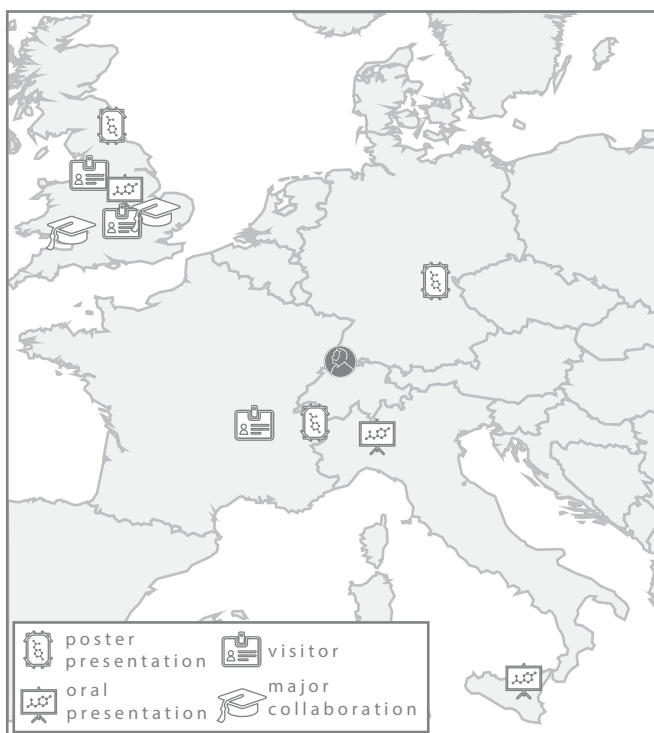 poster
presentation
visitor
oral
presentation
major
collaboration